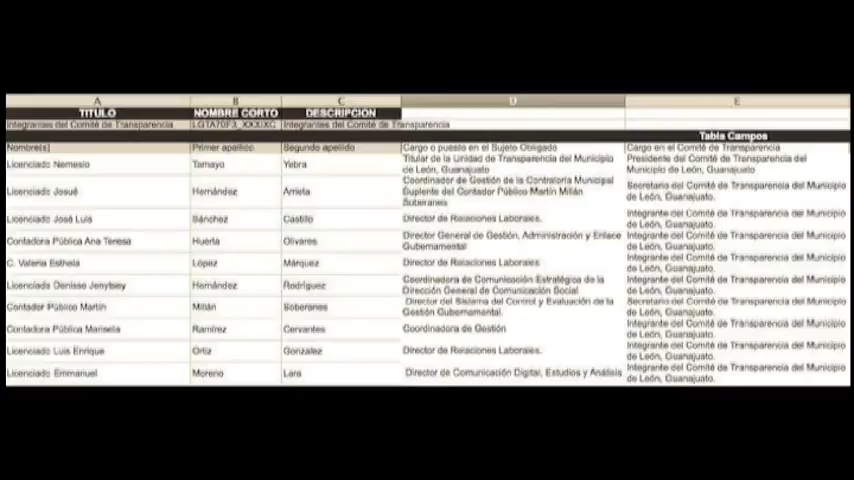 A B C D E
TITULO NOMBRE CORTO DESCRIPCION
Integrantes del Comité de Transparencia LGTA70F3_XXXIXC Integrantes del Comité de Transparencia
Tabla Campos
Nombre(s) Primer apellido Segundo apellido Cargo o puesto en el Sujeto Obligado Cargo en el Comité de Transparencia
Licenciado Nemesio Tamayo Yebra Titular de la Unidad de Transparencia del Municipio Presidente del Comité de Transparencia del
de León, Guanajuato Municipio de León, Guanajuato.
Coordinador de Gestión de la Contraloría Municipal
Licenciado Josué Hernández Arrieta Suplente del Contador Público Martín Millán Secretario del Comité de Transparencia del Municipio
Soberanes de León, Guanajuato.
Licenciado José Luis Sánchez Castillo Director de Relaciones Laborales. Integrante del Comité de Transparencia del Municipio
de León, Guanajuato.
Contadora Pública Ana Teresa Huerta Olivares Director General de Gestión, Administración y Enlace Integrante del Comité de Transparencia del Municipio
Gubernamental de León, Guanajuato.
C. Valeria Esthela López Márquez Director de Relaciones Laborales Integrante del Comité de Transparencia del Municipio
de León, Guanajuato.
Licenciada Denisse Jenytsey Hernández Rodríguez Coordinadora de Comunicación Estratégica de la Integrante del Comité de Transparencia del Municipio
Dirección General de Comunicación Social de León, Guanajuato.
Contador Público Martín Millán Soberanes Director del Sistema del Control y Evaluación de la Secretario del Comité de Transparencia del Municipio
Gestión Gubernamental. de León, Guanajuato.
Contadora Pública Marisela Ramírez Cervantes Coordinadora de Gestión Integrante del Comité de Transparencia del Municipio
de León, Guanajuato.
Licenciado Luis Enrique Ortiz Gonzalez Director de Relaciones Laborales. Integrante del Comité de Transparencia del Municipio
de León, Guanajuato.
Licenciado Emmanuel Moreno Lara Director de Comunicación Digital, Estudios y Análisis Integrante del Comité de Transparencia del Municipio
de León, Guanajuato.